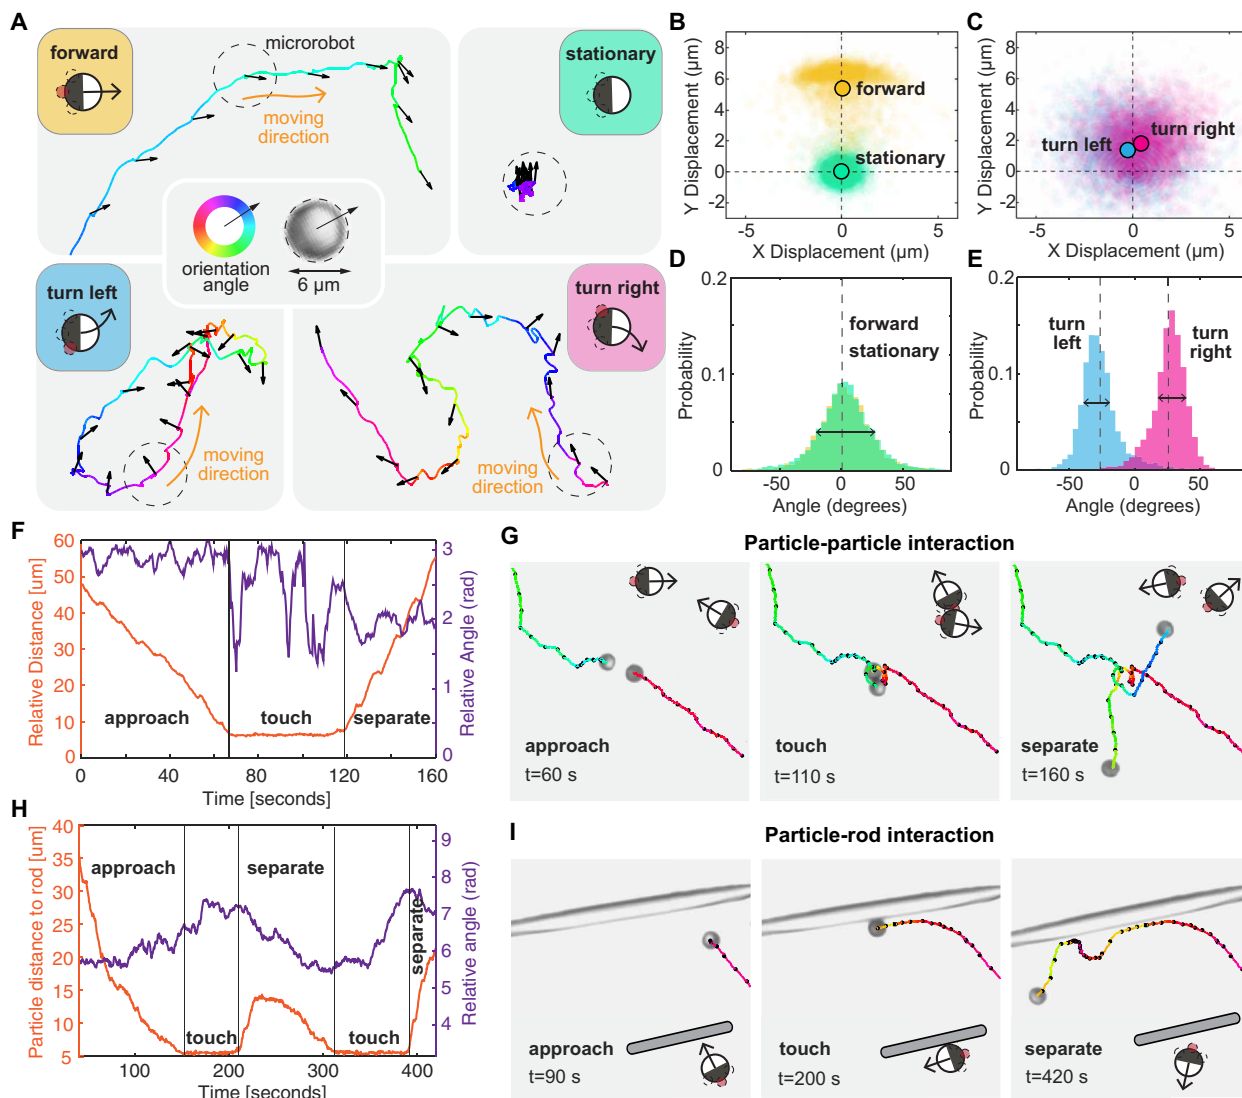 A
forward
microrobot
moving
direction
stationary
orientation
angle
6 µm
turn left
moving
direction
turn right
moving
direction
B
Y Displacement (µm)
8
6
4
2
0
-2
forward
stationary
-5
0
5
X Displacement (µm)
C
Y Displacement (µm)
8
6
4
2
0
-2
turn left
turn right
-5
0
5
X Displacement (µm)
D
Probability
0.2
0.1
0
forward
stationary
-50
0
50
Angle (degrees)
E
Probability
0.2
0.1
0
turn
left
turn
right
-50
0
50
Angle (degrees)
F
Relative Distance [um]
60
50
40
30
20
10
0
approach
touch
separate
3
2
1
0
Relative Angle (rad)
0
40
80
120
160
Time [seconds]
G
Particle-particle interaction
approach
t=60 s
touch
t=110 s
separate
t=160 s
H
Particle distance to rod [um]
40
35
30
25
20
15
10
5
approach
touch
separate
touch
separate
9
8
7
6
5
4
Relative angle (rad)
100
200
300
400
Time [seconds]
I
Particle-rod interaction
approach
t=90 s
touch
t=200 s
separate
t=420 s